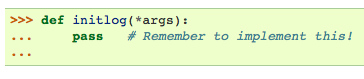 >>> def initlog(*args):
...     pass   # Remember to implement this!
...